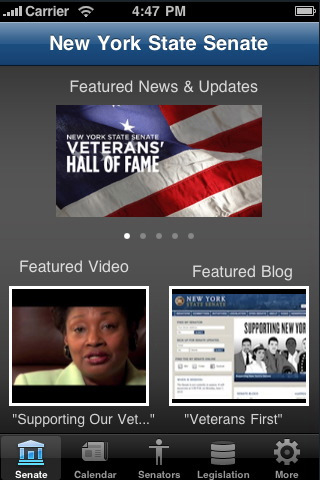 Carrier 4:47 PM
New York State Senate
Featured News & Updates
NEW YORK STATE SENATE
VETERANS'
HALL OF FAME
Featured Video
Featured Blog
NEW YORK
STATE SENATE
SUPPORTING NEW YOR
"Supporting Our Vet..."
"Veterans First"
Senate Calendar Senators Legislation More